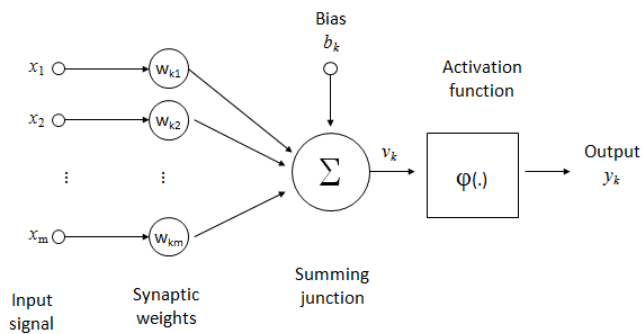 Bias
b_k
Activation
function
x_1
w_k1
x_2
w_k2
⋮ ⋮
Σ
v_k
φ(.)
Output
y_k
x_m
w_km
Input
signal
Synaptic
weights
Summing
junction